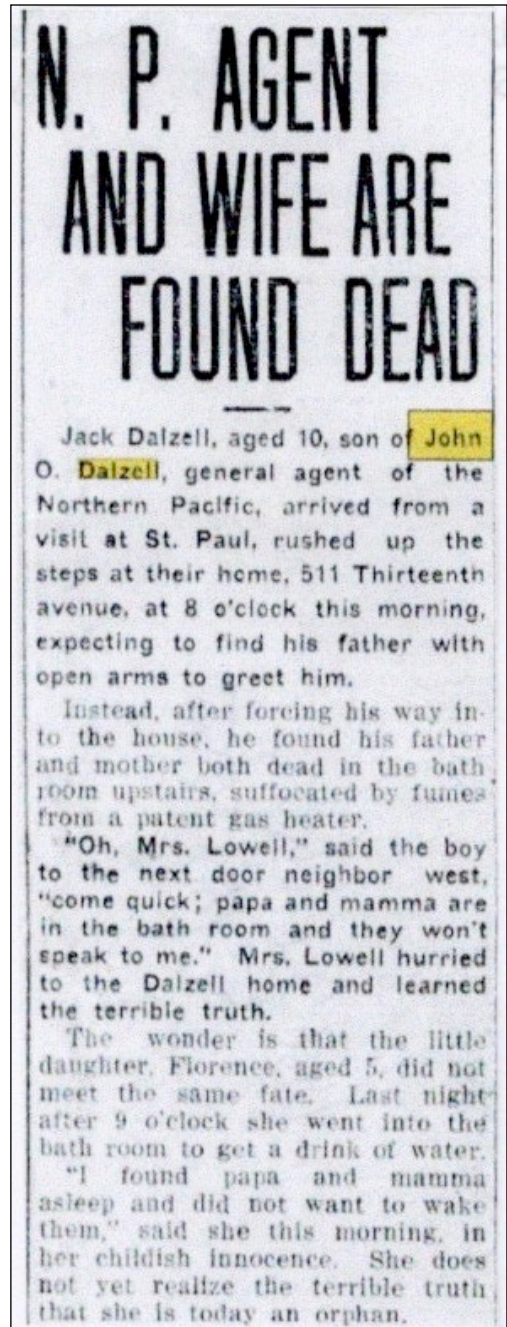 N. P. AGENT
AND WIFE ARE
FOUND DEAD
Jack Dalzell, aged 10, son of John
O. Dalzell, general agent of the
Northern Pacific, arrived from a
visit at St. Paul, rushed up the
steps at their home, 511 Thirteenth
avenue, at 8 o'clock this morning,
expecting to find his father with
open arms to greet him.
Instead, after forcing his way in-
to the house, he found his father
and mother both dead in the bath
room upstairs, suffocated by fumes
from a patent gas heater.
"Oh, Mrs. Lowell," said the boy
to the next door neighbor west,
"come quick; papa and mamma are
in the bath room and they won't
speak to me." Mrs. Lowell hurried
to the Dalzell home and learned
the terrible truth.
The wonder is that the little
daughter, Florence, aged 5, did not
meet the same fate. Last night
after 9 o'clock she went into the
bath room to get a drink of water.
"I found papa and mamma
asleep and did not want to wake
them," said she this morning, in
her childish innocence. She does
not yet realize the terrible truth
that she is today an orphan.